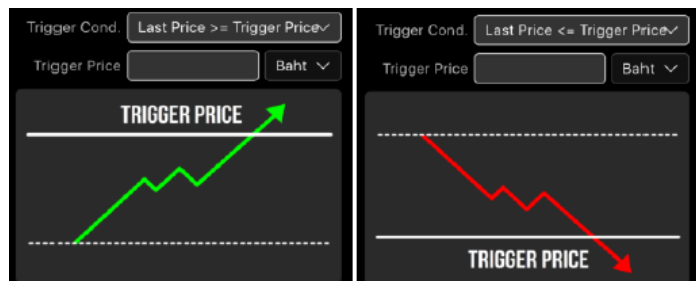 Trigger Cond. Last Price >= Trigger Price
Trigger Price Baht
TRIGGER PRICE
Trigger Cond. Last Price <= Trigger Price
Trigger Price Baht
TRIGGER PRICE